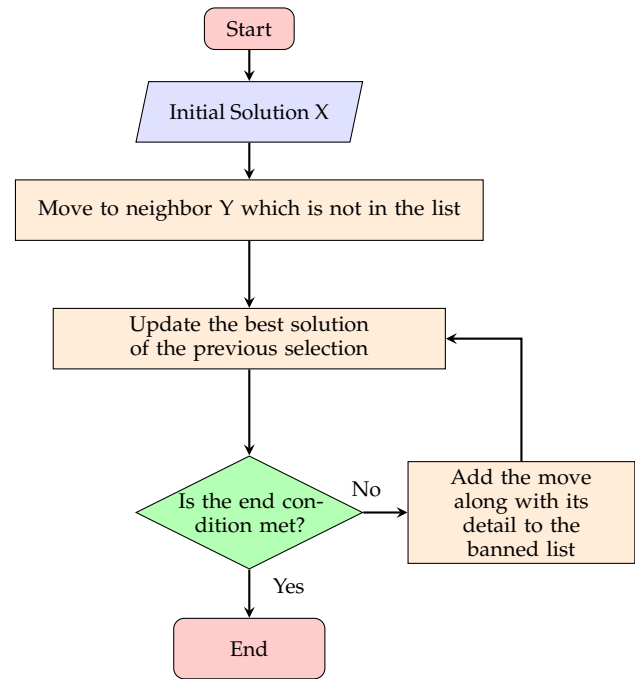 Start
Initial Solution X
Move to neighbor Y which is not in the list
Update the best solution
of the previous selection
Is the end con-
dition met?
No
Add the move
along with its
detail to the
banned list
Yes
End